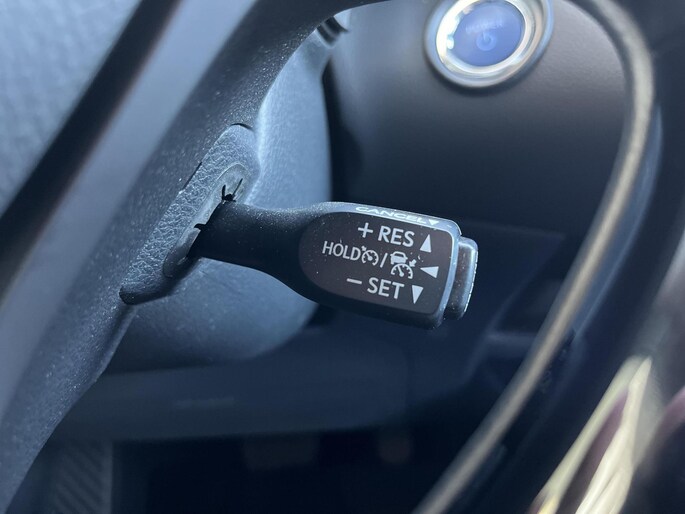 CANCEL▼
+ RES ▲
HOLD / ◀
− SET ▼